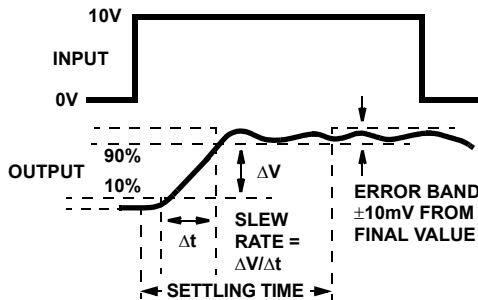 10V
INPUT
0V
90%
OUTPUT
10%
ΔV
Δt
SLEW
RATE =
ΔV/Δt
ERROR BAND
±10mV FROM
FINAL VALUE
SETTLING TIME